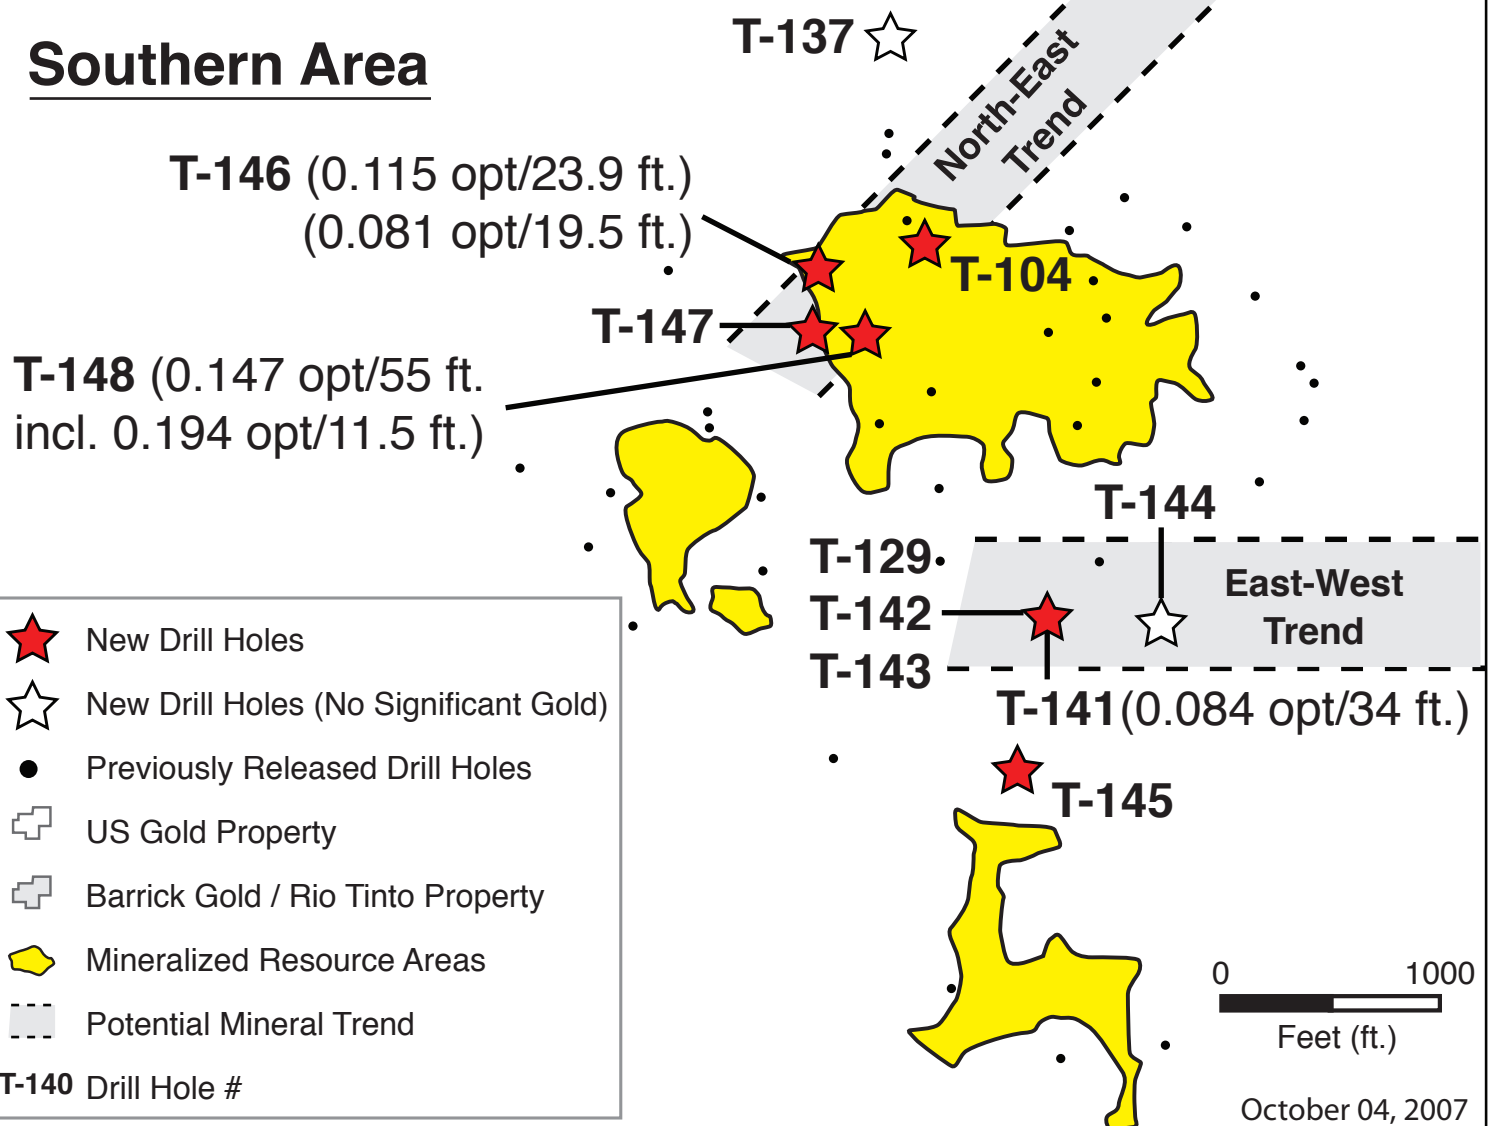 Southern Area
T-137
North-East
Trend
T-146 (0.115 opt/23.9 ft.)
(0.081 opt/19.5 ft.)
T-104
T-147
T-148 (0.147 opt/55 ft.
incl. 0.194 opt/11.5 ft.)
T-144
T-129
T-142
T-143
East-West
Trend
T-141(0.084 opt/34 ft.)
T-145
New Drill Holes
New Drill Holes (No Significant Gold)
Previously Released Drill Holes
US Gold Property
Barrick Gold / Rio Tinto Property
Mineralized Resource Areas
Potential Mineral Trend
T-140 Drill Hole #
0 1000
Feet (ft.)
October 04, 2007